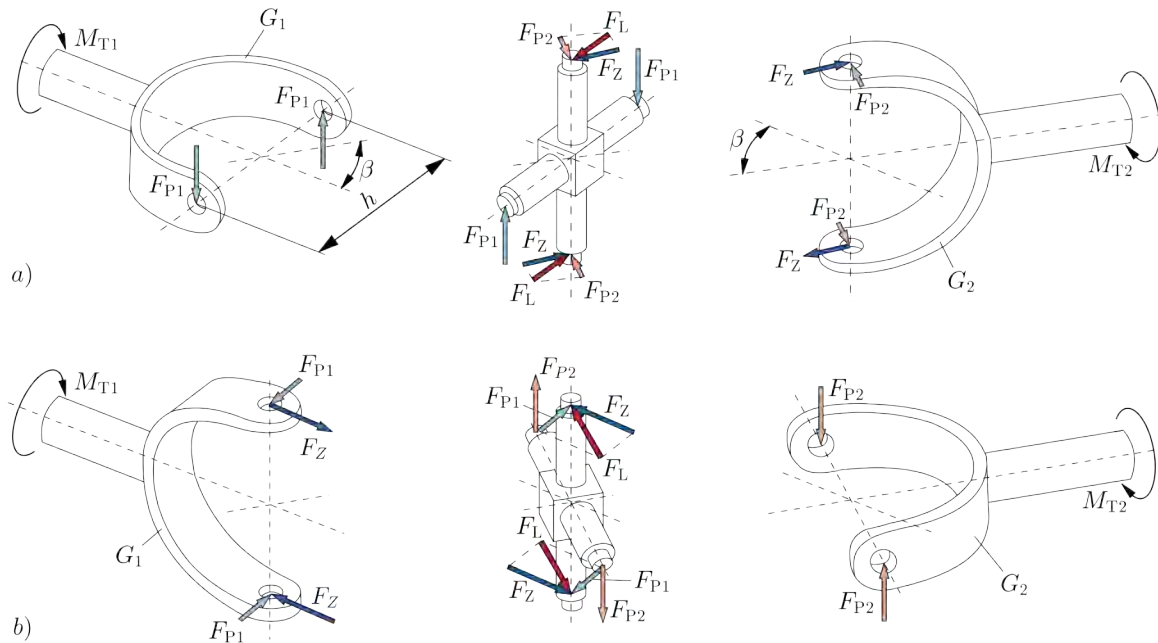 M_T1
G_1
F_P1
F_P1
β
h
a)
F_P2
F_L
F_Z
F_P1
F_P1
F_Z
F_L
F_P2
F_Z
F_P2
β
M_T2
F_P2
F_Z
G_2
M_T1
F_P1
F_Z
G_1
F_P1
F_Z
b)
F_P2
F_P1
F_Z
F_L
F_L
F_Z
F_P1
F_P2
F_P2
M_T2
G_2
F_P2